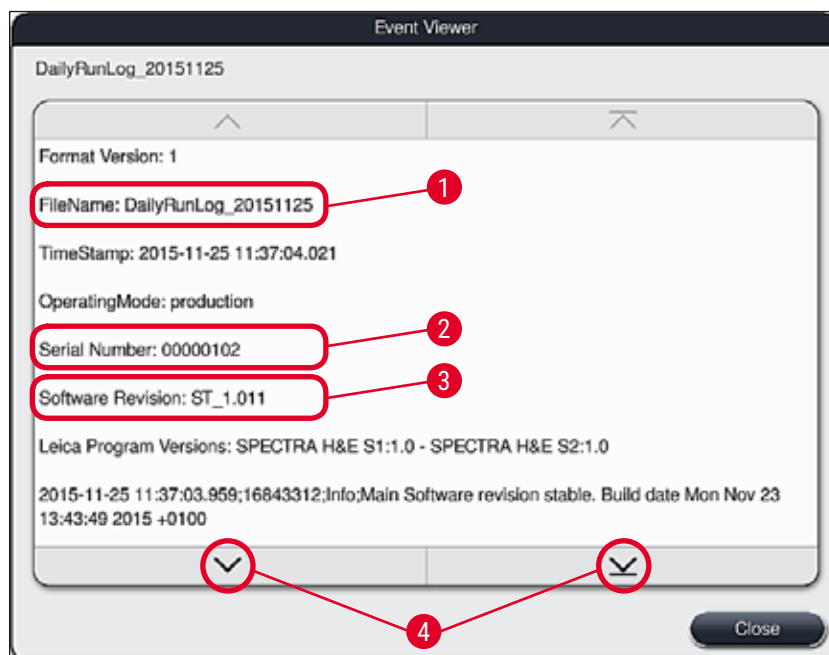 Event Viewer
DailyRunLog_20151125
Format Version: 1
FileName: DailyRunLog_20151125
1
TimeStamp: 2015-11-25 11:37:04.021
OperatingMode: production
Serial Number: 00000102
2
Software Revision: ST_1.011
3
Leica Program Versions: SPECTRA H&E S1:1.0 - SPECTRA H&E S2:1.0
2015-11-25 11:37:03.959;16843312;Info;Main Software revision stable. Build date Mon Nov 23
13:43:49 2015 +0100
4
Close